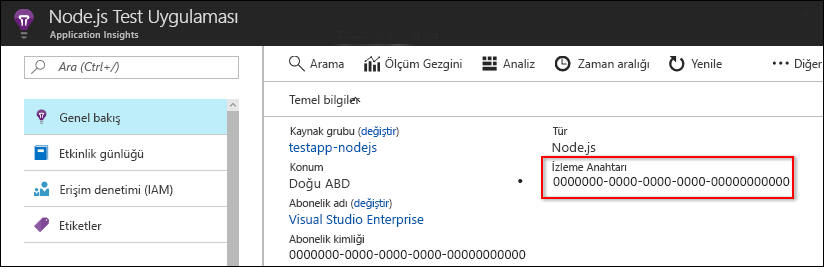 Node.js Test Uygulaması
Application Insights
Ara (Ctrl+/)
Genel bakış
Etkinlik günlüğü
Erişim denetimi (IAM)
Etiketler
Arama Ölçüm Gezgini Analiz Zaman aralığı Yenile ••• Diğer
Temel bilgiler
Kaynak grubu (değiştir)
testapp-nodejs
Konum
Doğu ABD
Abonelik adı (değiştir)
Visual Studio Enterprise
Abonelik kimliği
0000000-0000-0000-0000-00000000000
Tür
Node.js
İzleme Anahtarı
0000000-0000-0000-0000-00000000000